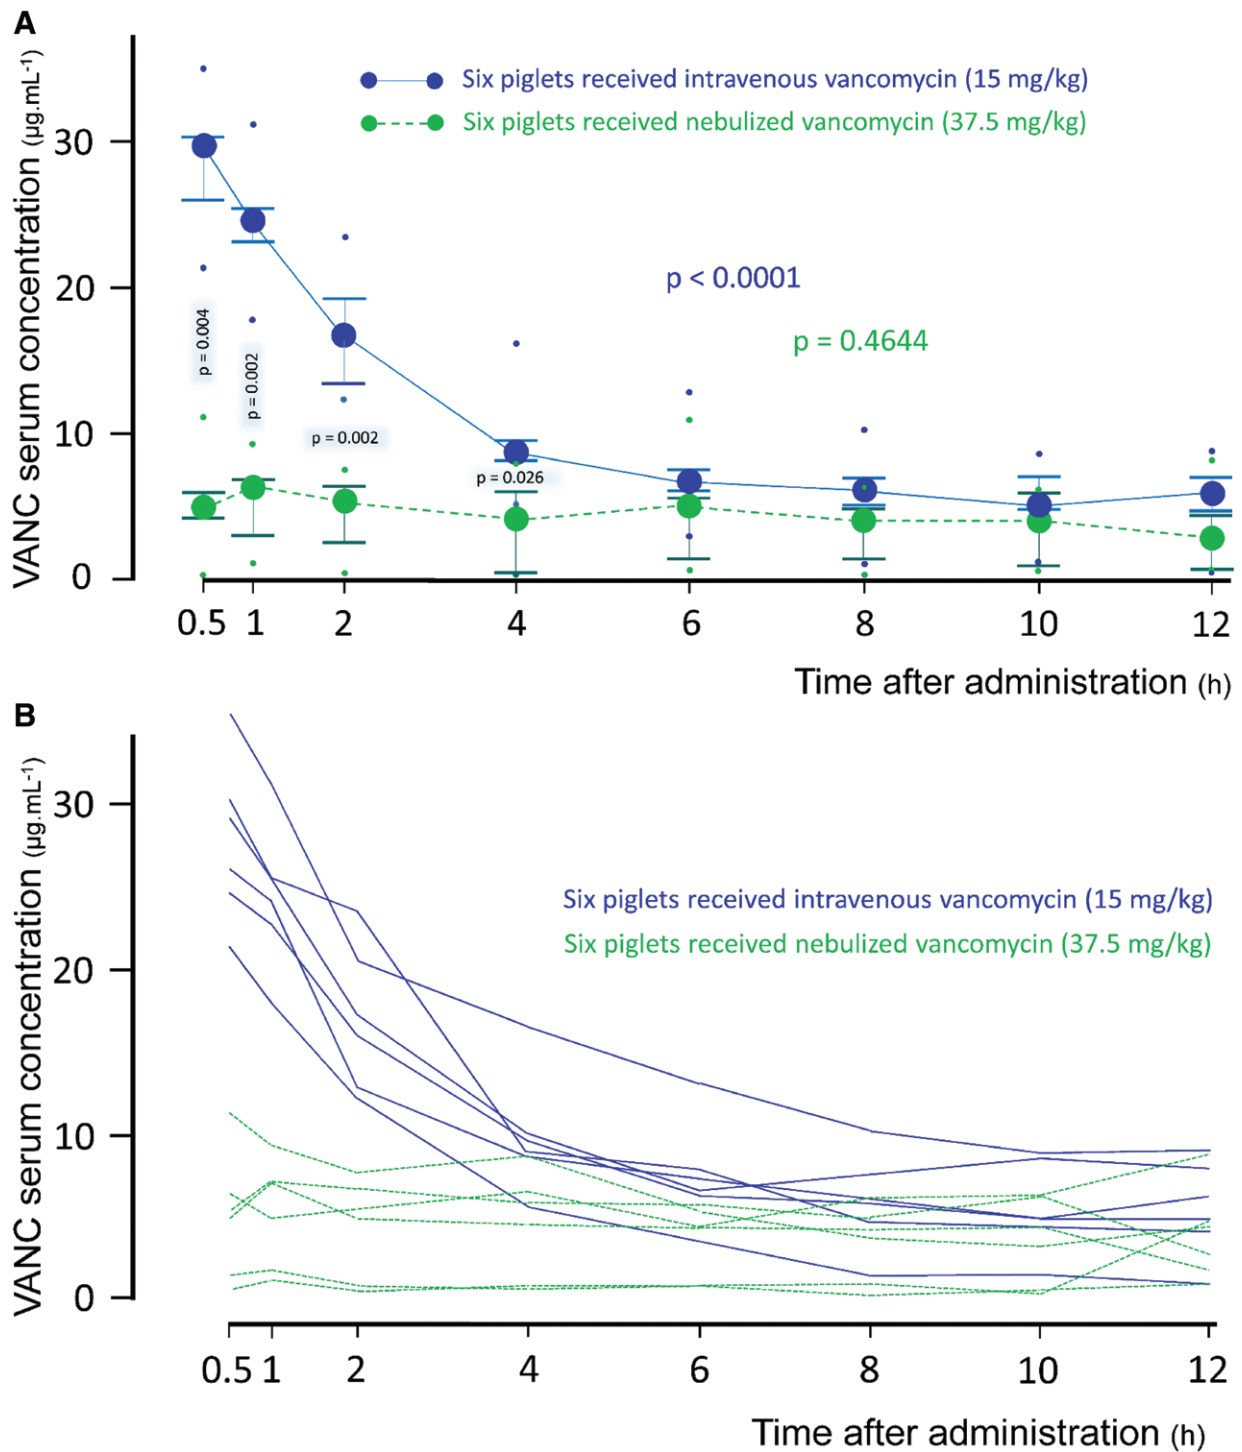 A
VANC serum concentration (µg.mL⁻¹)
30
20
10
0
Six piglets received intravenous vancomycin (15 mg/kg)
Six piglets received nebulized vancomycin (37.5 mg/kg)
p < 0.0001
p = 0.4644
p = 0.004
p = 0.002
p = 0.002
p = 0.026
0.5 1 2 4 6 8 10 12
Time after administration (h)
B
VANC serum concentration (µg.mL⁻¹)
30
20
10
0
Six piglets received intravenous vancomycin (15 mg/kg)
Six piglets received nebulized vancomycin (37.5 mg/kg)
0.5 1 2 4 6 8 10 12
Time after administration (h)